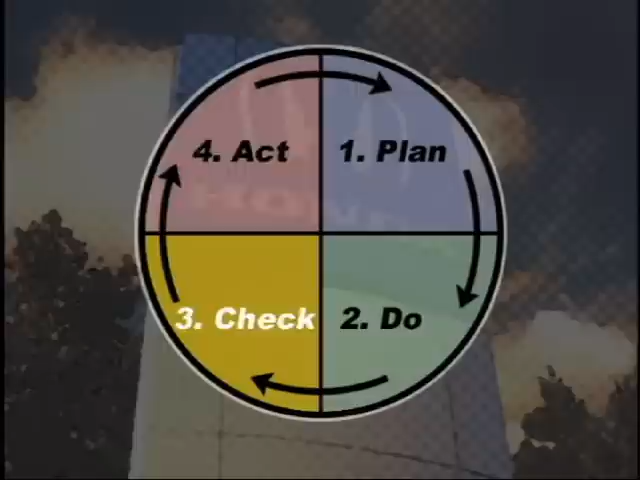 4. Act
1. Plan
3. Check
2. Do